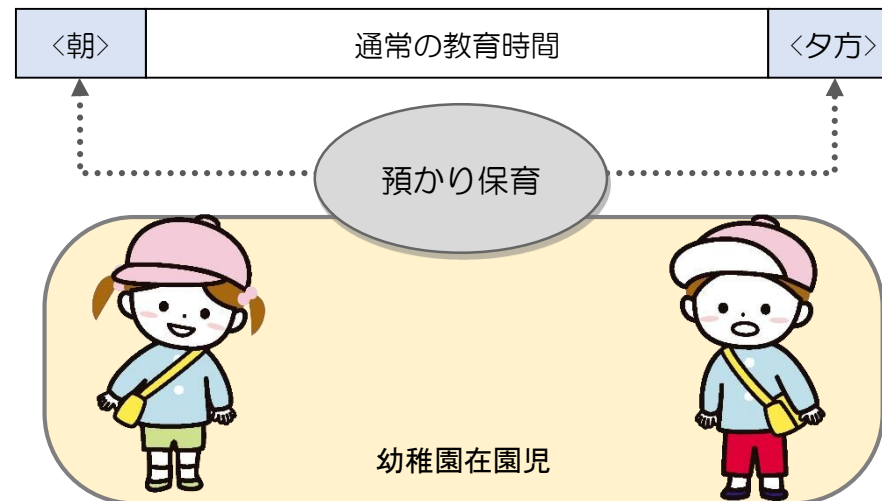 <朝>
通常の教育時間
<夕方>
預かり保育
幼稚園在園児